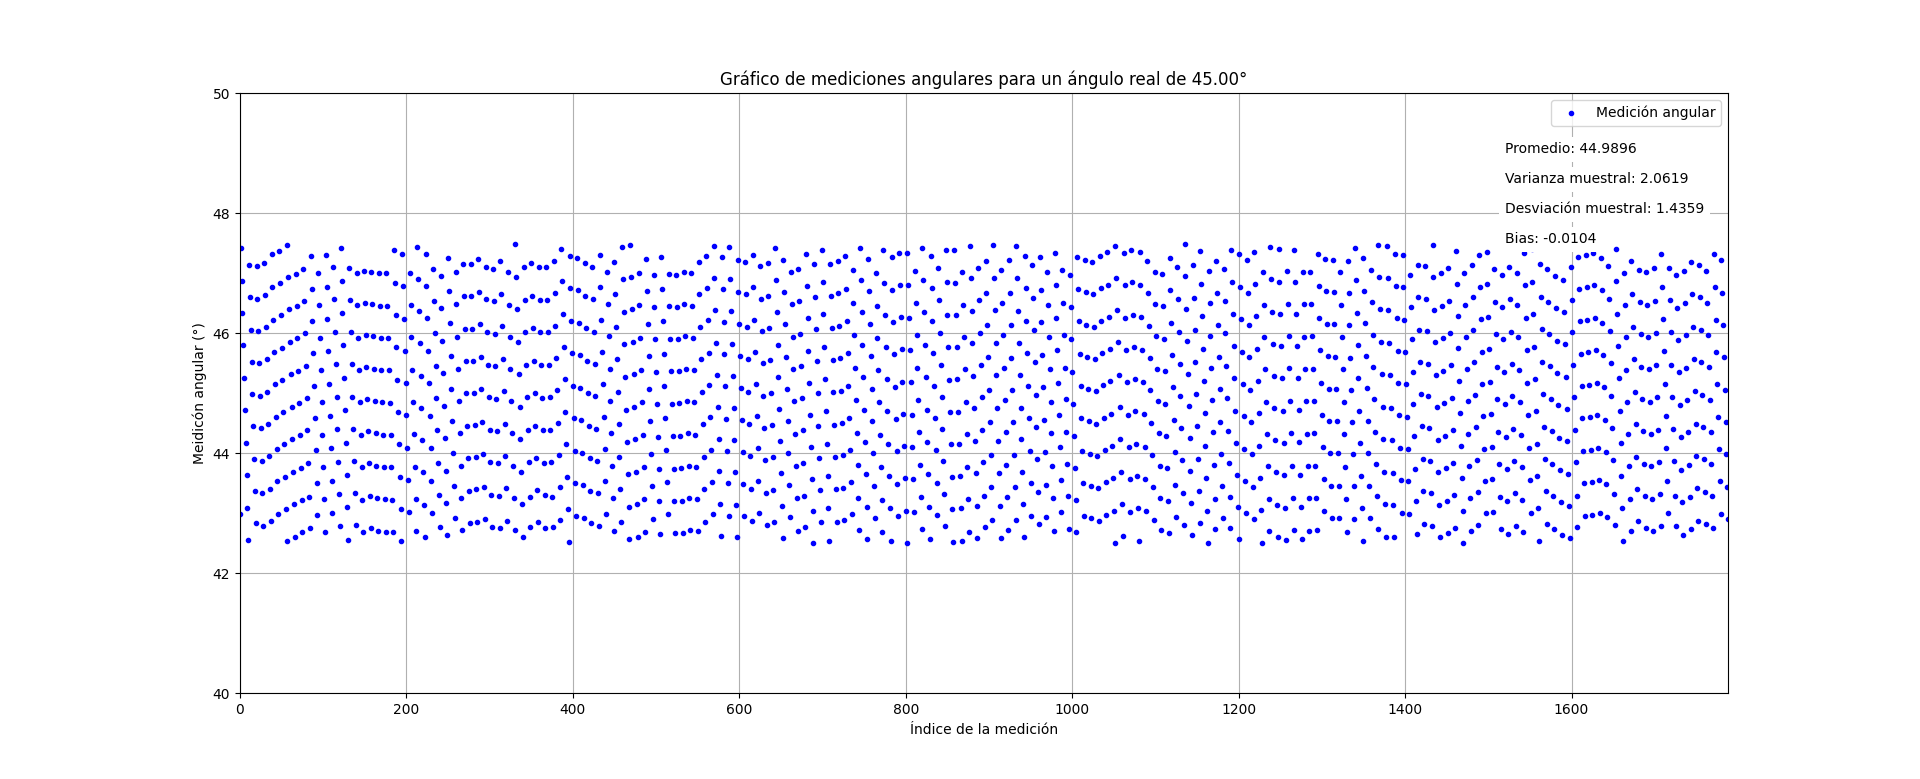 Gráfico de mediciones angulares para un ángulo real de 45.00°
50
Medición angular
Promedio: 44.9896
Varianza muestral: 2.0619
48
Desviación muestral: 1.4359
Bias: -0.0104
46
Meidicón angular (°)
44
42
40
0 200 400 600 800 1000 1200 1400 1600
Índice de la medición